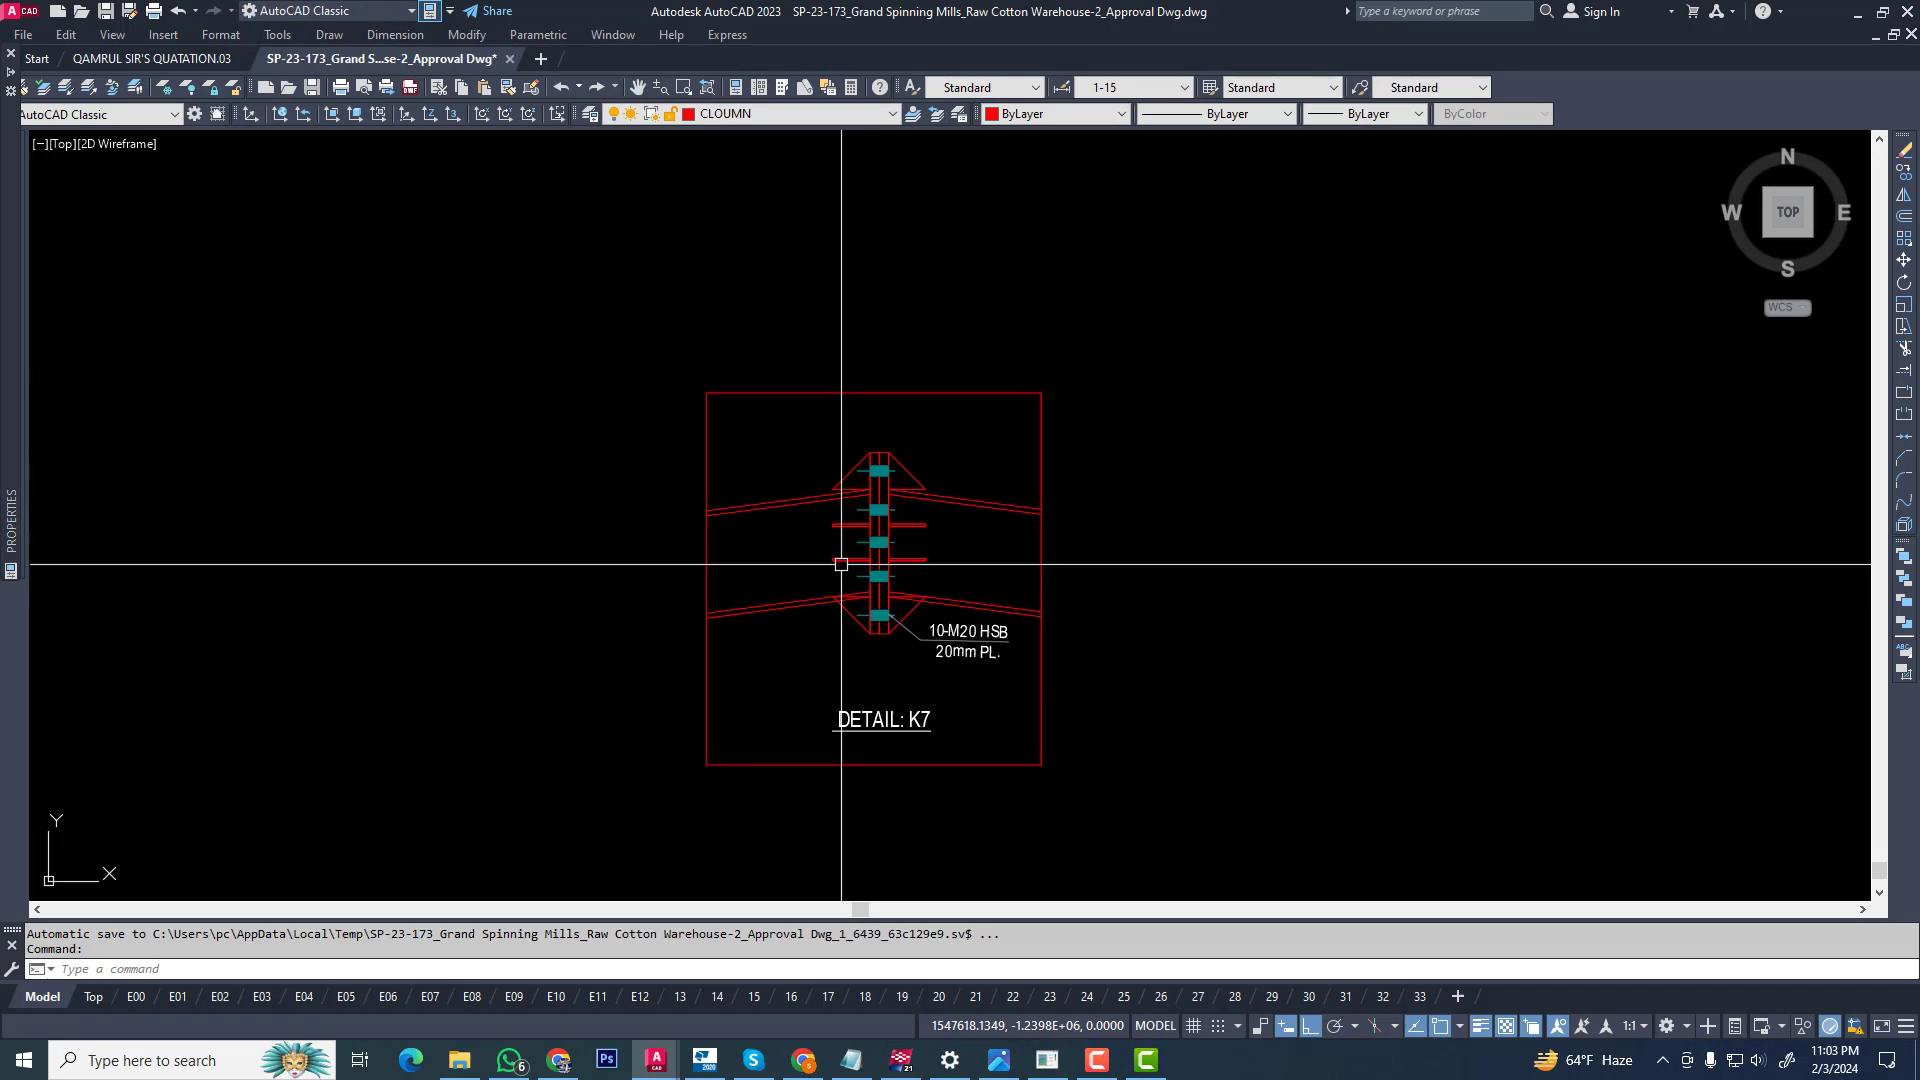 CAD
AutoCAD Classic
Share
Autodesk AutoCAD 2023 SP-23-173_Grand Spinning Mills_Raw Cotton Warehouse-2_Approval Dwg.dwg
Type a keyword or phrase
Sign In
File Edit View Insert Format Tools Draw Dimension Modify Parametric Window Help Express
Start QAMRUL SIR'S QUATATION.03 SP-23-173_Grand S...se-2_Approval Dwg*
DWF
Standard 1-15 Standard Standard
AutoCAD Classic
CLOUMN ByLayer ByLayer ByLayer ByColor
[−][Top][2D Wireframe]
N
W TOP E
S
WCS
PROPERTIES
10-M20 HSB
20mm PL.
DETAIL: K7
Y
X
Automatic save to C:\Users\pc\AppData\Local\Temp\SP-23-173_Grand Spinning Mills_Raw Cotton Warehouse-2_Approval Dwg_1_6439_63c129e9.sv$ ...
Command:
Type a command
Model Top E00 E01 E02 E03 E04 E05 E06 E07 E08 E09 E10 E11 E12 13 14 15 16 17 18 19 20 21 22 23 24 25 26 27 28 29 30 31 32 33
1547618.1349, -1.2398E+06, 0.0000 MODEL 1:1
Type here to search
6
Ps
A CAD
2020
21
64°F Haze
11:03 PM
2/3/2024